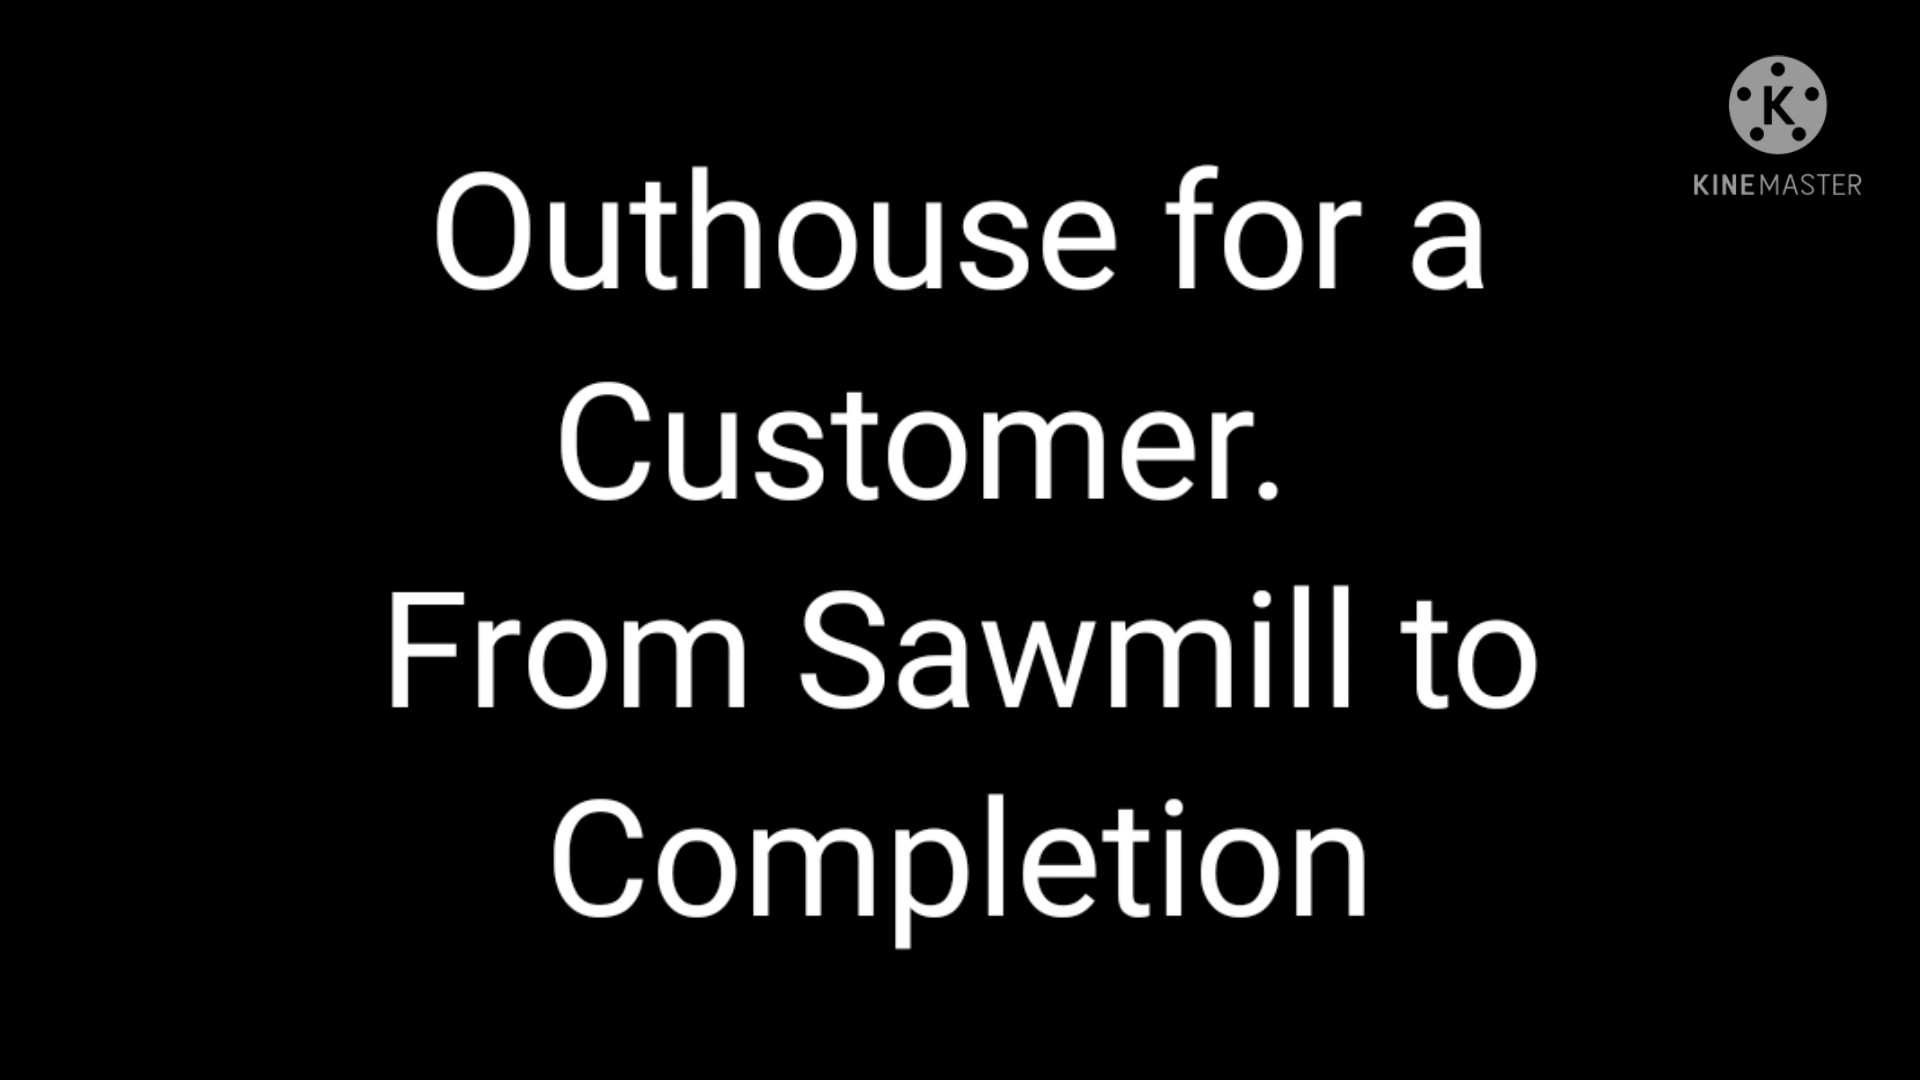 K
KINEMASTER
Outhouse for a
Customer.
From Sawmill to
Completion